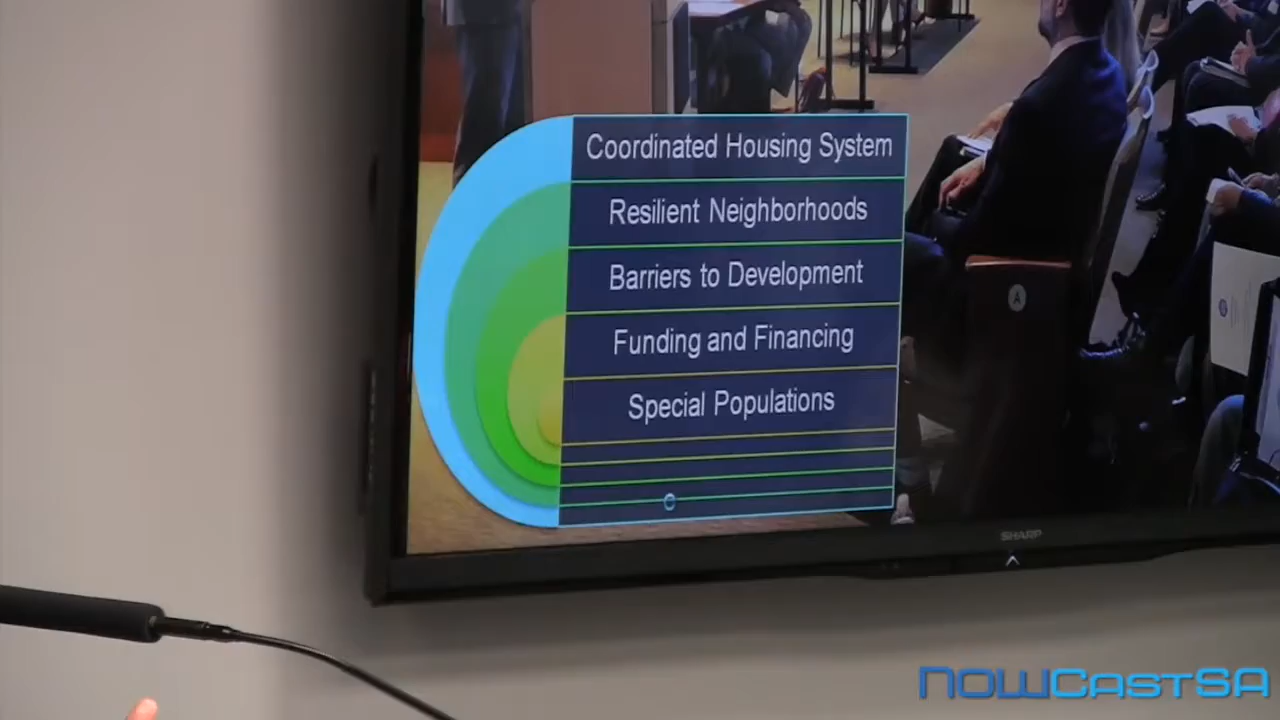 Coordinated Housing System
Resilient Neighborhoods
Barriers to Development
Funding and Financing
Special Populations
A
SHARP
NOWCastSA